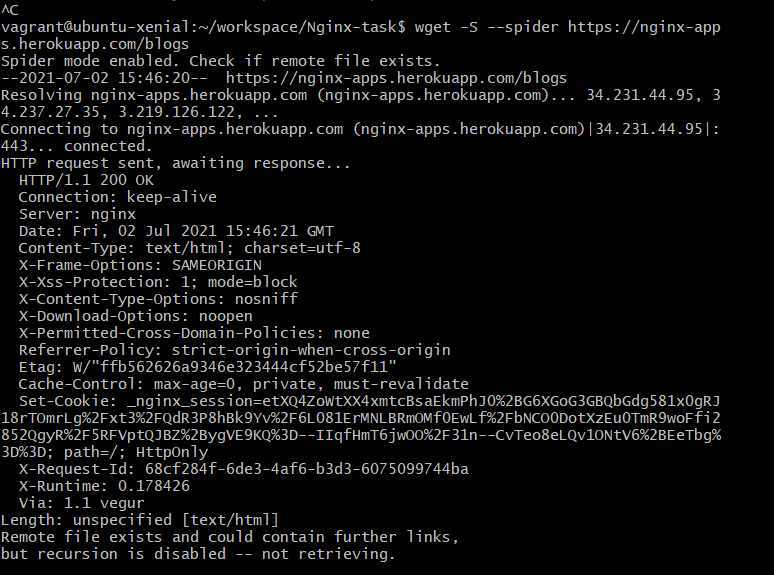 ^C
vagrant@ubuntu-xenial:~/workspace/Nginx-task$ wget -S --spider https://nginx-app
s.herokuapp.com/blogs
Spider mode enabled. Check if remote file exists.
--2021-07-02 15:46:20--  https://nginx-apps.herokuapp.com/blogs
Resolving nginx-apps.herokuapp.com (nginx-apps.herokuapp.com)... 34.231.44.95, 3
4.237.27.35, 3.219.126.122, ...
Connecting to nginx-apps.herokuapp.com (nginx-apps.herokuapp.com)|34.231.44.95|:
443... connected.
HTTP request sent, awaiting response...
  HTTP/1.1 200 OK
  Connection: keep-alive
  Server: nginx
  Date: Fri, 02 Jul 2021 15:46:21 GMT
  Content-Type: text/html; charset=utf-8
  X-Frame-Options: SAMEORIGIN
  X-Xss-Protection: 1; mode=block
  X-Content-Type-Options: nosniff
  X-Download-Options: noopen
  X-Permitted-Cross-Domain-Policies: none
  Referrer-Policy: strict-origin-when-cross-origin
  Etag: W/"ffb562626a9346e323444cf52be57f11"
  Cache-Control: max-age=0, private, must-revalidate
  Set-Cookie: _nginx_session=etXQ4ZoWtXX4xmtcBsaEkmPhJ0%2BG6XGoG3GBQbGdg581x0gRJ
18rTOmrLg%2Fxt3%2FQdR3P8hBk9Yv%2F6LO81ErMNLBRmOMf0EwLf%2FbNCO0DotXzEu0TmR9woFfi2
852QgyR%2F5RFVptQJBZ%2BygVE9KQ%3D--IIqfHmT6jwOO%2F31n--CvTeo8eLQv1ONtV6%2BEeTbg%
3D%3D; path=/; HttpOnly
  X-Request-Id: 68cf284f-6de3-4af6-b3d3-6075099744ba
  X-Runtime: 0.178426
  Via: 1.1 vegur
Length: unspecified [text/html]
Remote file exists and could contain further links,
but recursion is disabled -- not retrieving.